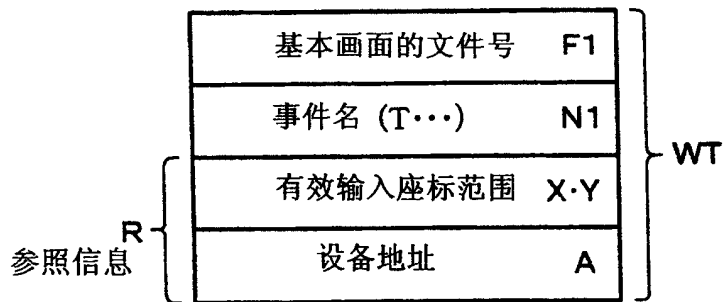 基本画面的文件号 F1
事件名 (T···) N1
WT
有效输入座标范围 X·Y
R
参照信息
设备地址 A